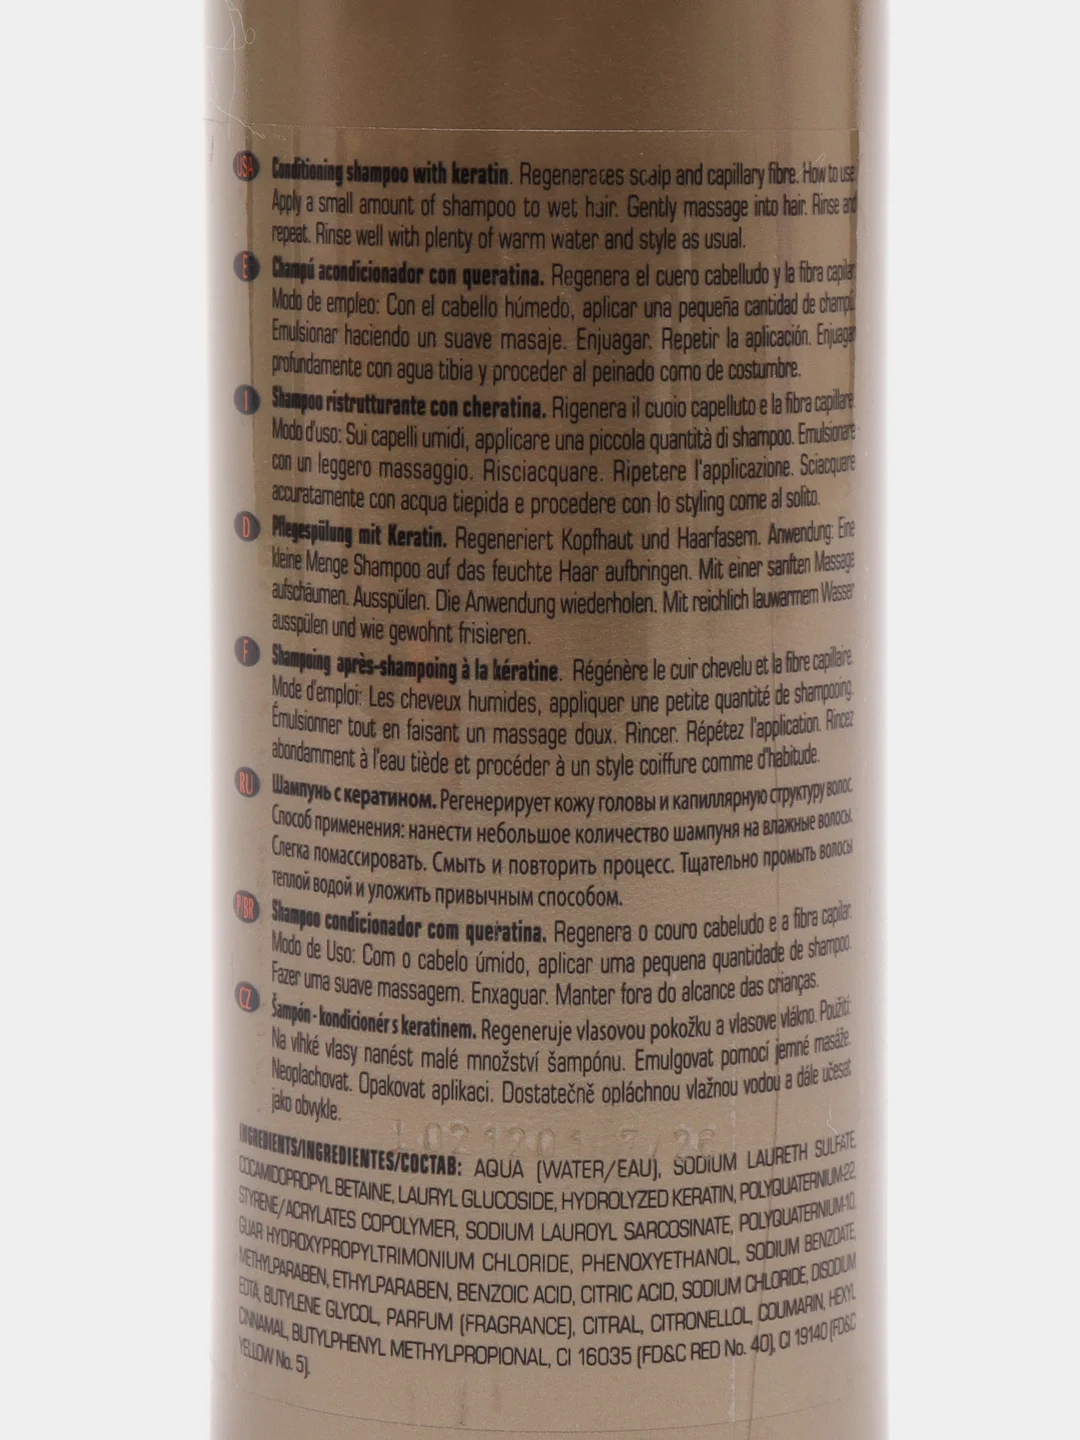 USA Conditioning shampoo with keratin. Regeneraces scalp and capillary fibre. How to use:
Apply a small amount of shampoo to wet hair. Gently massage into hair. Rinse and
repeat. Rinse well with plenty of warm water and style as usual.
E Champú acondicionador con queratina. Regenera el cuero cabelludo y la fibra capilar.
Modo de empleo: Con el cabello húmedo, aplicar una pequeña cantidad de champú.
Emulsionar haciendo un suave masaje. Enjuagar. Repetir la aplicación. Enjuagar
profundamente con agua tibia y proceder al peinado como de costumbre.
I Shampoo ristrutturante con cheratina. Rigenera il cuoio capelluto e la fibra capillare.
Modo d'uso: Sui capelli umidi, applicare una piccola quantità di shampoo. Emulsionare
con un leggero massaggio. Risciacquare. Ripetere l'applicazione. Sciacquare
accuratamente con acqua tiepida e procedere con lo styling come al solito.
D Pflegespülung mit Keratin. Regeneriert Kopfhaut und Haarfasern. Anwendung: Eine
kleine Menge Shampoo auf das feuchte Haar aufbringen. Mit einer sanften Massage
aufschäumen. Ausspülen. Die Anwendung wiederholen. Mit reichlich lauwarmem Wasser
ausspülen und wie gewohnt frisieren.
F Shampoing après-shampoing à la kératine. Régénère le cuir chevelu et la fibre capillaire.
Mode d'emploi: Les cheveux humides, appliquer une petite quantité de shampooing.
Émulsionner tout en faisant un massage doux. Rincer. Répétez l'application. Rincez
abondamment à l'eau tiède et procéder à un style coiffure comme d'habitude.
RU Шампунь с кератином. Регенерирует кожу головы и капиллярную структуру волос.
Способ применения: нанести небольшое количество шампуня на влажные волосы.
Слегка помассировать. Смыть и повторить процесс. Тщательно промыть волосы
теплой водой и уложить привычным способом.
P/BR Shampoo condicionador com queratina. Regenera o couro cabeludo e a fibra capilar.
Modo de Uso: Com o cabelo úmido, aplicar uma pequena quantidade de shampoo.
Fazer uma suave massagem. Enxaguar. Manter fora do alcance das crianças.
CZ Šampón - kondicionér s keratinem. Regeneruje vlasovou pokožku a vlasove vlákno. Použití:
Na vlhké vlasy nanést malé množství šampónu. Emulgovat pomocí jemné masáže.
Neoplachovat. Opakovat aplikaci. Dostatečně opláchnou vlažnou vodou a dále učesat
jako obvykle.
INGREDIENTS/INGREDIENTES/СОСТАВ: AQUA (WATER/EAU), SODIUM LAURETH SULFATE,
COCAMIDOPROPYL BETAINE, LAURYL GLUCOSIDE, HYDROLYZED KERATIN, POLYQUATERNIUM-22,
STYRENE/ACRYLATES COPOLYMER, SODIUM LAUROYL SARCOSINATE, POLYQUATERNIUM-10,
GUAR HYDROXYPROPYLTRIMONIUM CHLORIDE, PHENOXYETHANOL, SODIUM BENZOATE,
METHYLPARABEN, ETHYLPARABEN, BENZOIC ACID, CITRIC ACID, SODIUM CHLORIDE, DISODIUM
EDTA, BUTYLENE GLYCOL, PARFUM (FRAGRANCE), CITRAL, CITRONELLOL, COUMARIN, HEXYL
CINNAMAL, BUTYLPHENYL METHYLPROPIONAL, CI 16035 (FD&C RED No. 40), CI 19140 (FD&C
YELLOW No. 5).